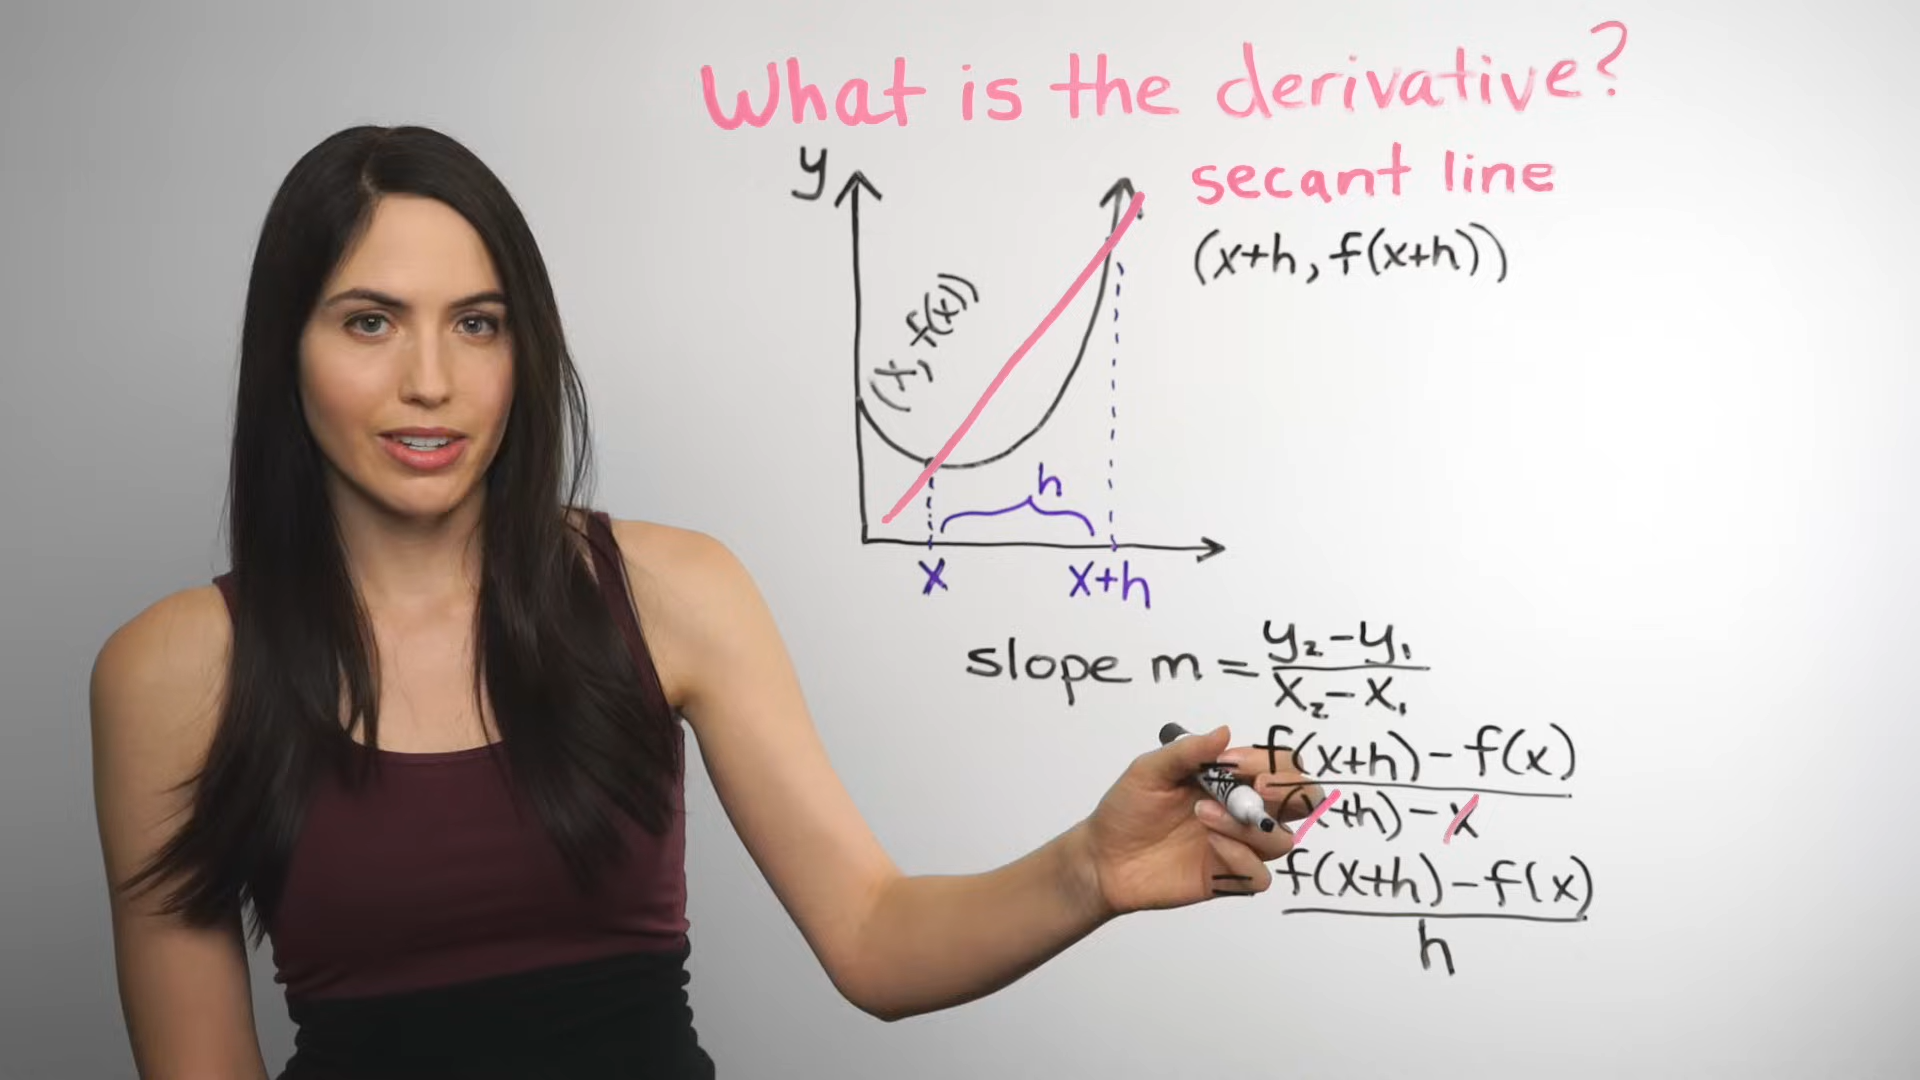 What is the derivative?
y
secant line
(x+h, f(x+h))
(x, f(x))
h
x
x+h
slope m = y₂-y₁
x₂-x₁
= f(x+h)-f(x)
(x+h)-x
= f(x+h)-f(x)
h